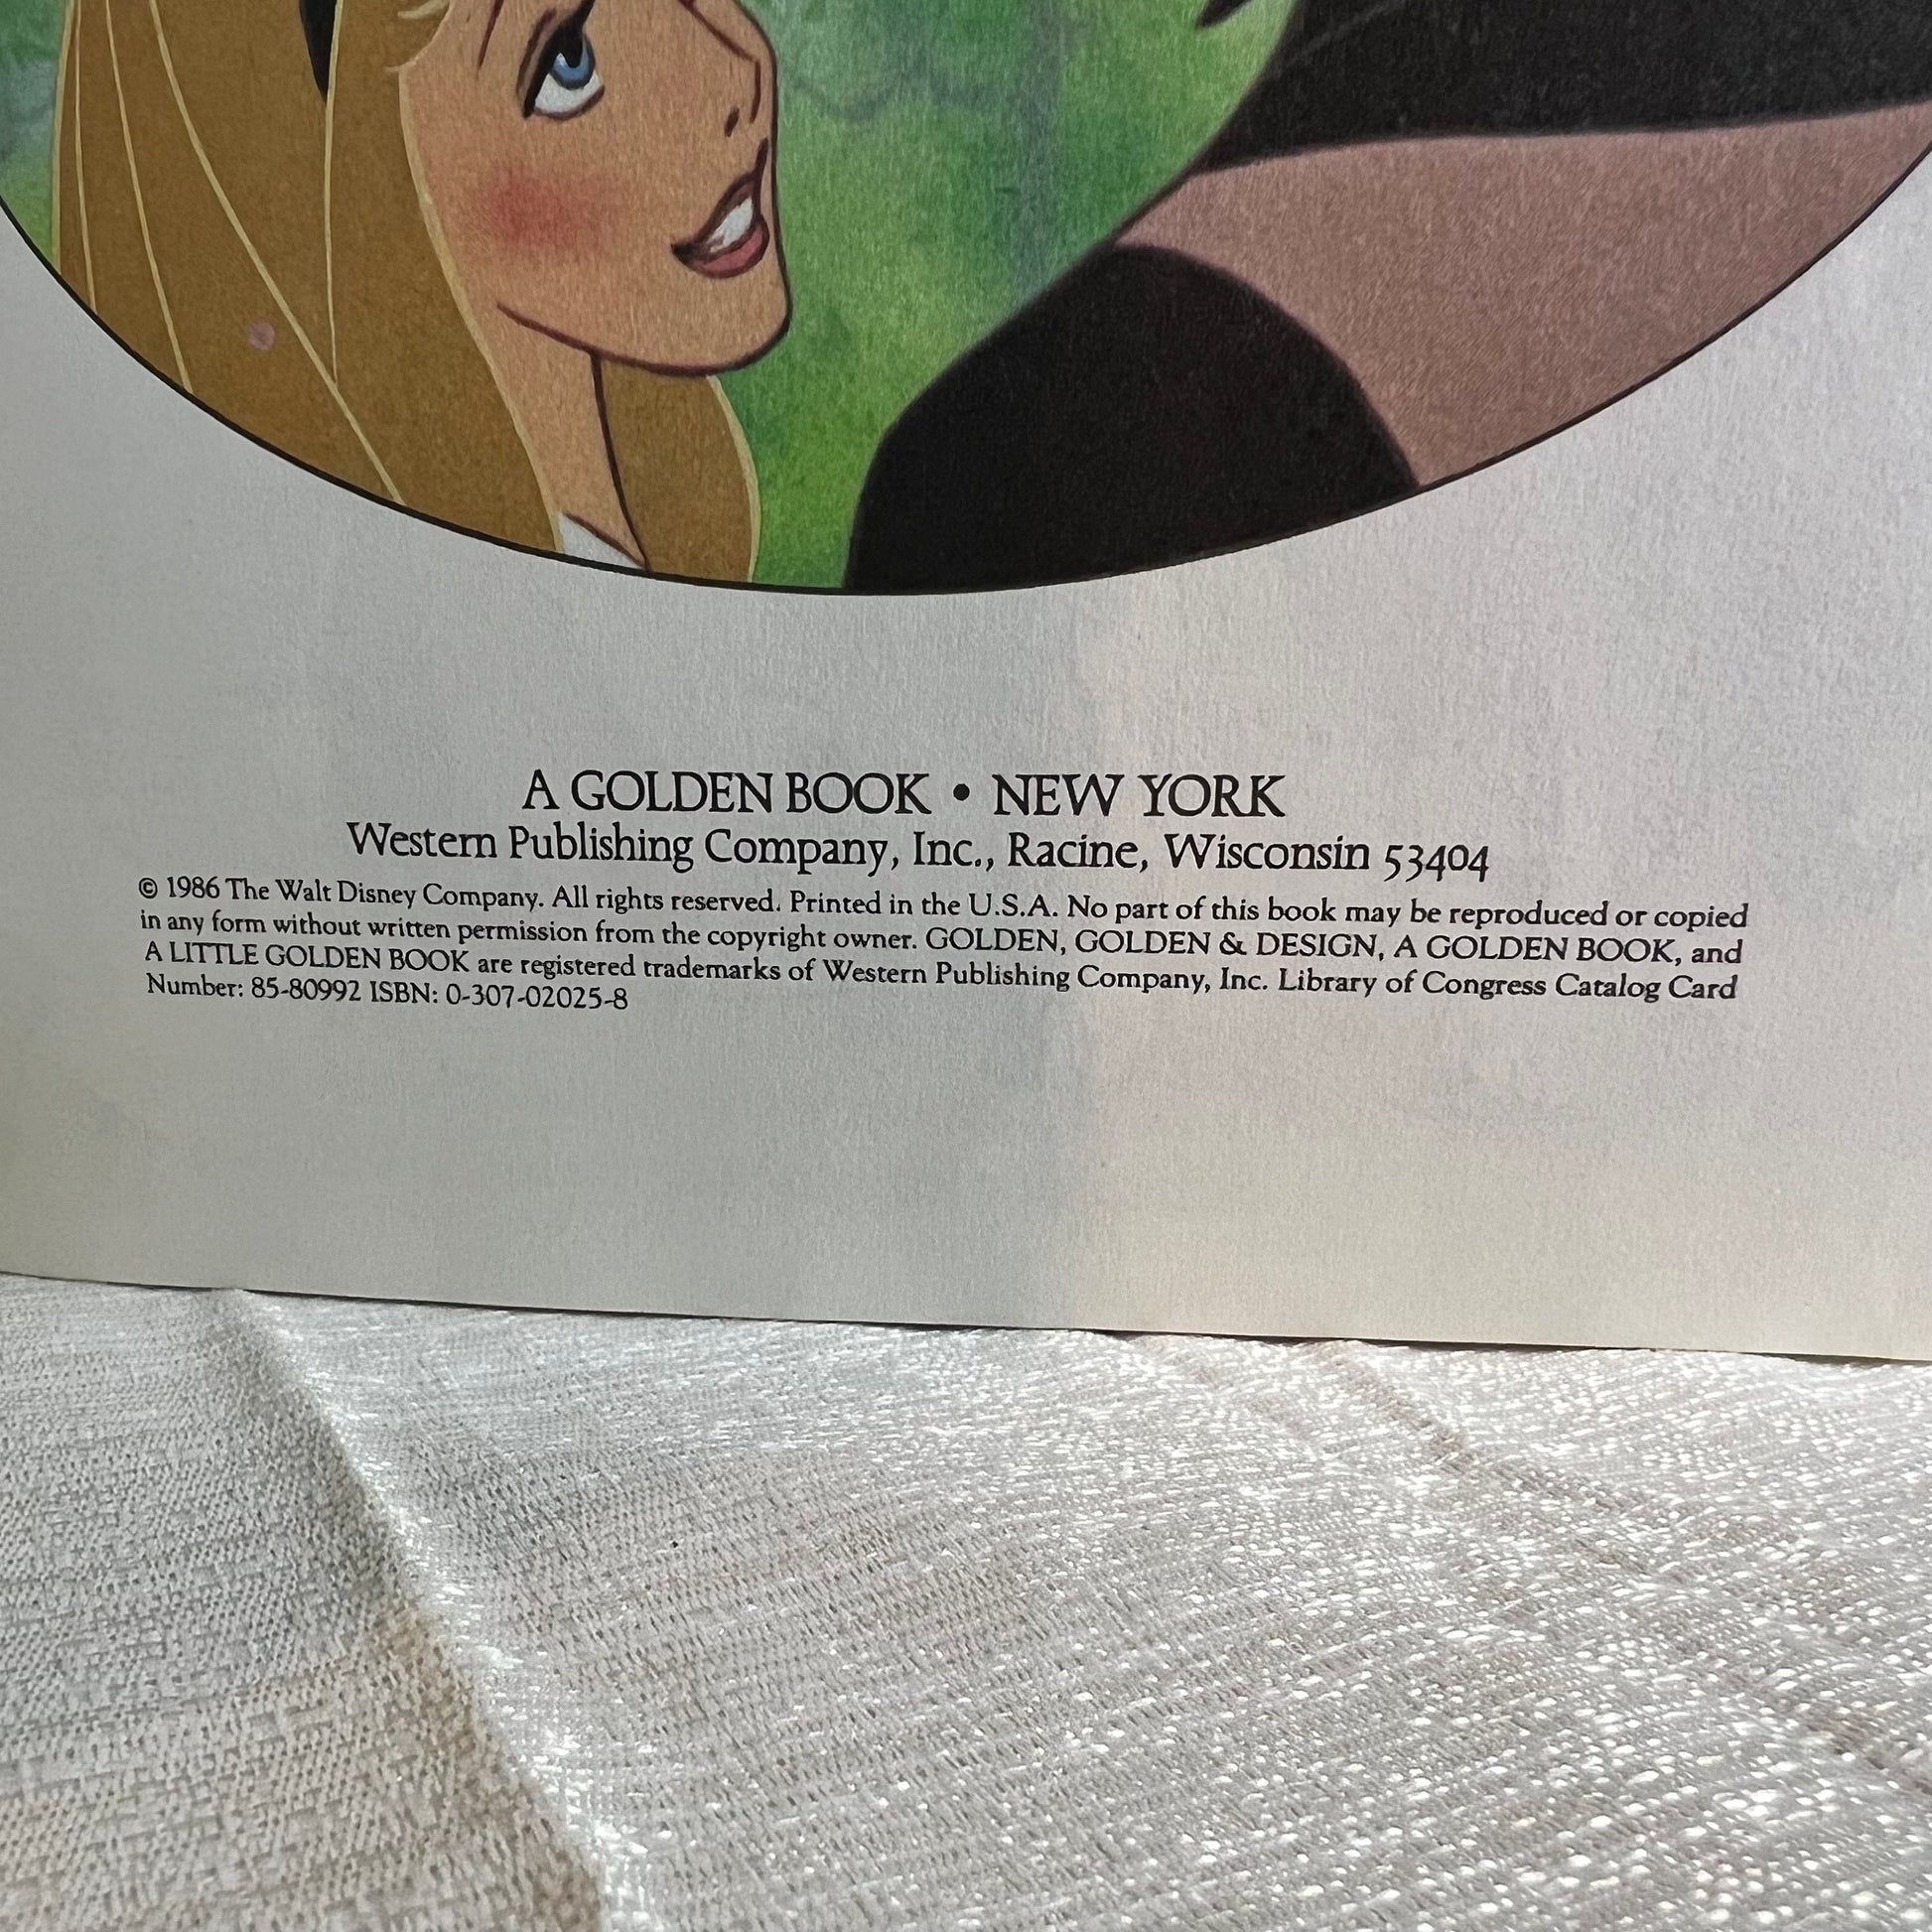 A GOLDEN BOOK • NEW YORK
Western Publishing Company, Inc., Racine, Wisconsin 53404
© 1986 The Walt Disney Company. All rights reserved. Printed in the U.S.A. No part of this book may be reproduced or copied
in any form without written permission from the copyright owner. GOLDEN, GOLDEN & DESIGN, A GOLDEN BOOK, and
A LITTLE GOLDEN BOOK are registered trademarks of Western Publishing Company, Inc. Library of Congress Catalog Card
Number: 85-80992 ISBN: 0-307-02025-8